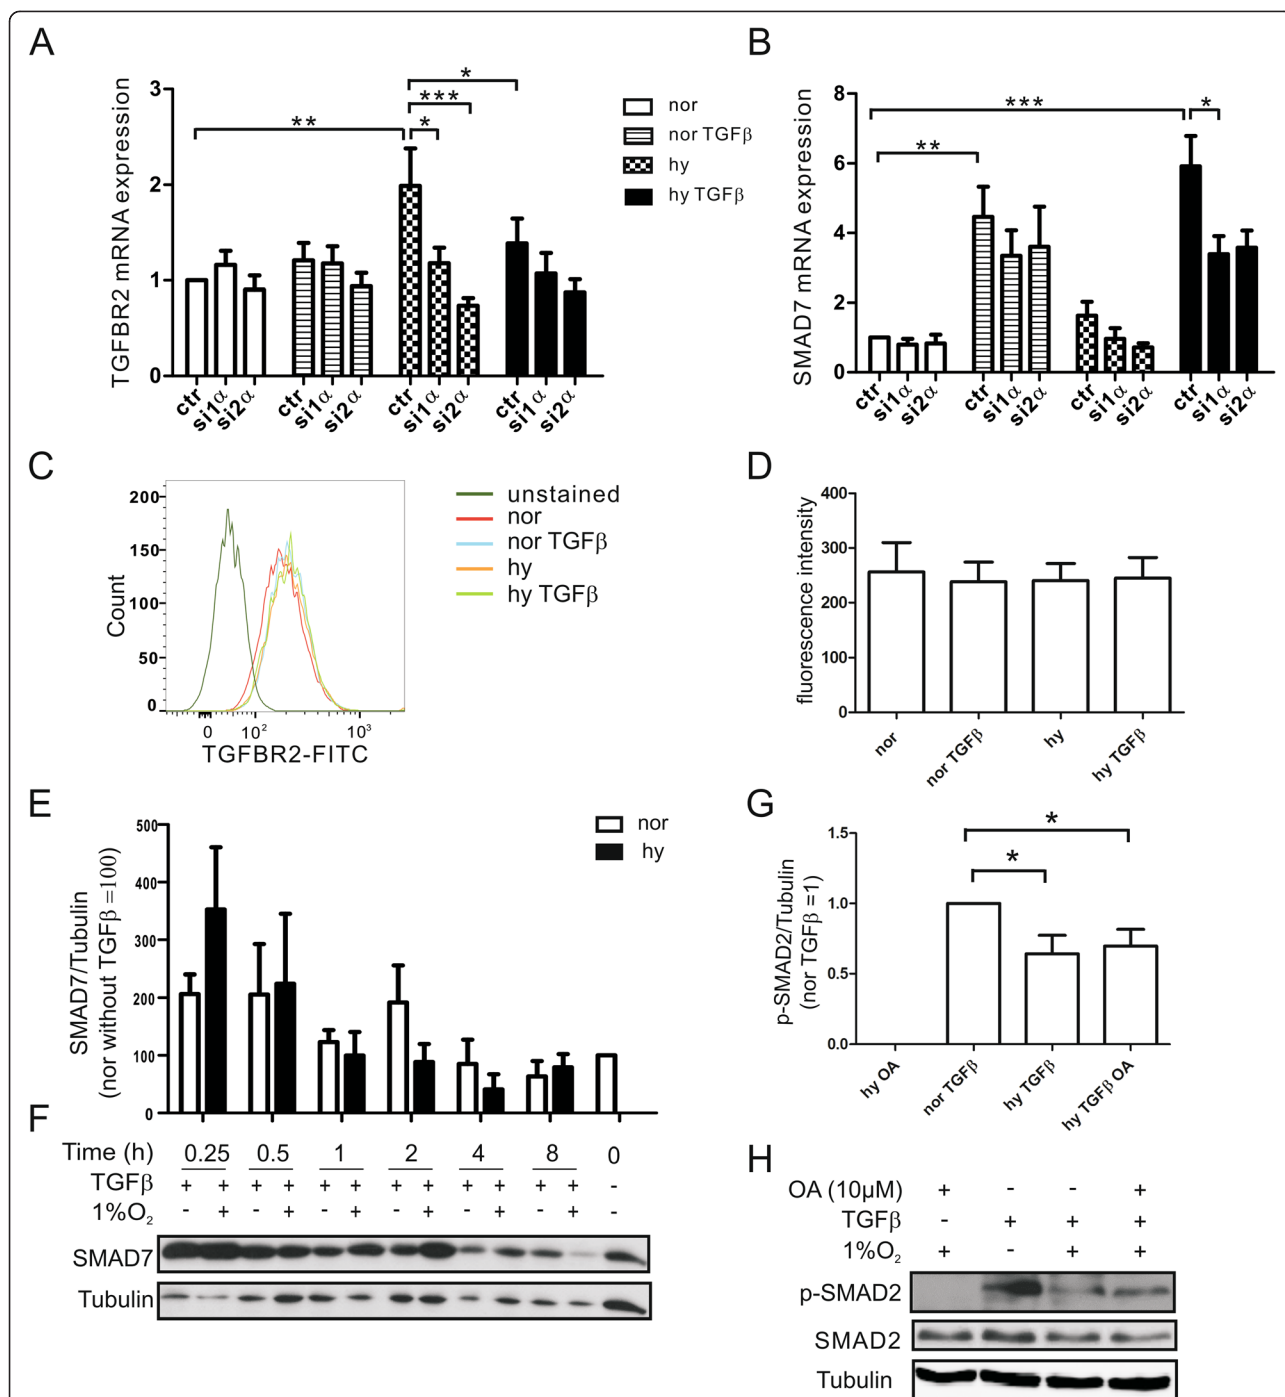 A
TGFBR2 mRNA expression
3
2
1
0
**
*
***
*
ctr si1α si2α ctr si1α si2α ctr si1α si2α ctr si1α si2α
nor
nor TGFβ
hy
hy TGFβ
B
SMAD7 mRNA expression
8
6
4
2
0
**
***
*
ctr si1α si2α ctr si1α si2α ctr si1α si2α ctr si1α si2α
C
Count
200
150
100
50
0
0 10² 10³
TGFBR2-FITC
unstained
nor
nor TGFβ
hy
hy TGFβ
D
fluorescence intensity
400
300
200
100
0
nor nor TGFβ hy hy TGFβ
E
SMAD7/Tubulin
(nor without TGFβ =100)
500
400
300
200
100
0
nor
hy
F
Time (h) 0.25 0.5 1 2 4 8 0
TGFβ + + + + + + + + + + + + -
1%O₂ - + - + - + - + - + - + -
SMAD7
Tubulin
G
p-SMAD2/Tubulin
(nor TGFβ =1)
1.5
1.0
0.5
0.0
*
*
hy OA nor TGFβ hy TGFβ hy TGFβ OA
H
OA (10μM) + - - +
TGFβ - + + +
1%O₂ + - + +
p-SMAD2
SMAD2
Tubulin